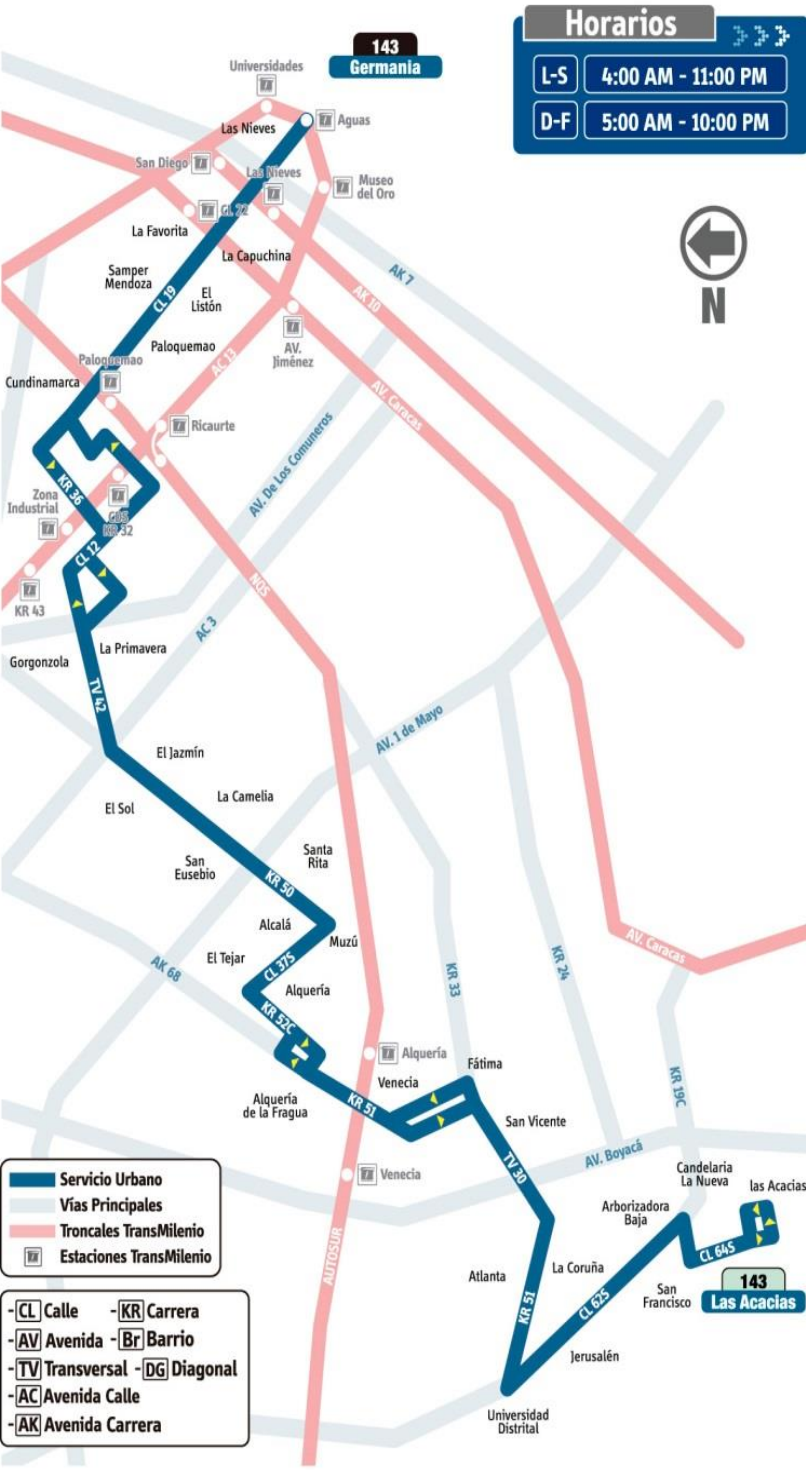 143
Germania
Horarios
L-S
4:00 AM - 11:00 PM
D-F
5:00 AM - 10:00 PM
N
Universidades
Las Nieves
Aguas
San Diego
Las Nieves
Museo
del Oro
CL 22
La Favorita
La Capuchina
Samper
Mendoza
CL 19
El
Listón
AK 7
AK 10
AV.
Jiménez
Paloquemao
Paloquemao
AC 13
Cundinamarca
AV. Caracas
Ricaurte
AV. De Los Comuneros
KR 36
Zona
Industrial
CDS
KR 32
CL 12
KR 43
NQS
AC 3
La Primavera
Gorgonzola
TV 42
AV. 1 de Mayo
El Jazmín
La Camelia
El Sol
San
Eusebio
Santa
Rita
KR 50
Alcalá
Muzú
El Tejar
CL 37S
AK 68
Alquería
KR 52C
KR 33
KR 24
AV. Caracas
KR 19C
Alquería
Fátima
Venecia
Alquería
de la Fragua
KR 51
San Vicente
Venecia
TV 30
AV. Boyacá
Candelaria
La Nueva
las Acacias
Arborizadora
Baja
CL 64S
La Coruña
Atlanta
San
Francisco
143
Las Acacias
KR 51
CL 62S
Jerusalén
Universidad
Distrital
AUTOSUR
Servicio Urbano
Vías Principales
Troncales TransMilenio
Estaciones TransMilenio
-CL Calle -KR Carrera
-AV Avenida -Br Barrio
-TV Transversal -DG Diagonal
-AC Avenida Calle
-AK Avenida Carrera